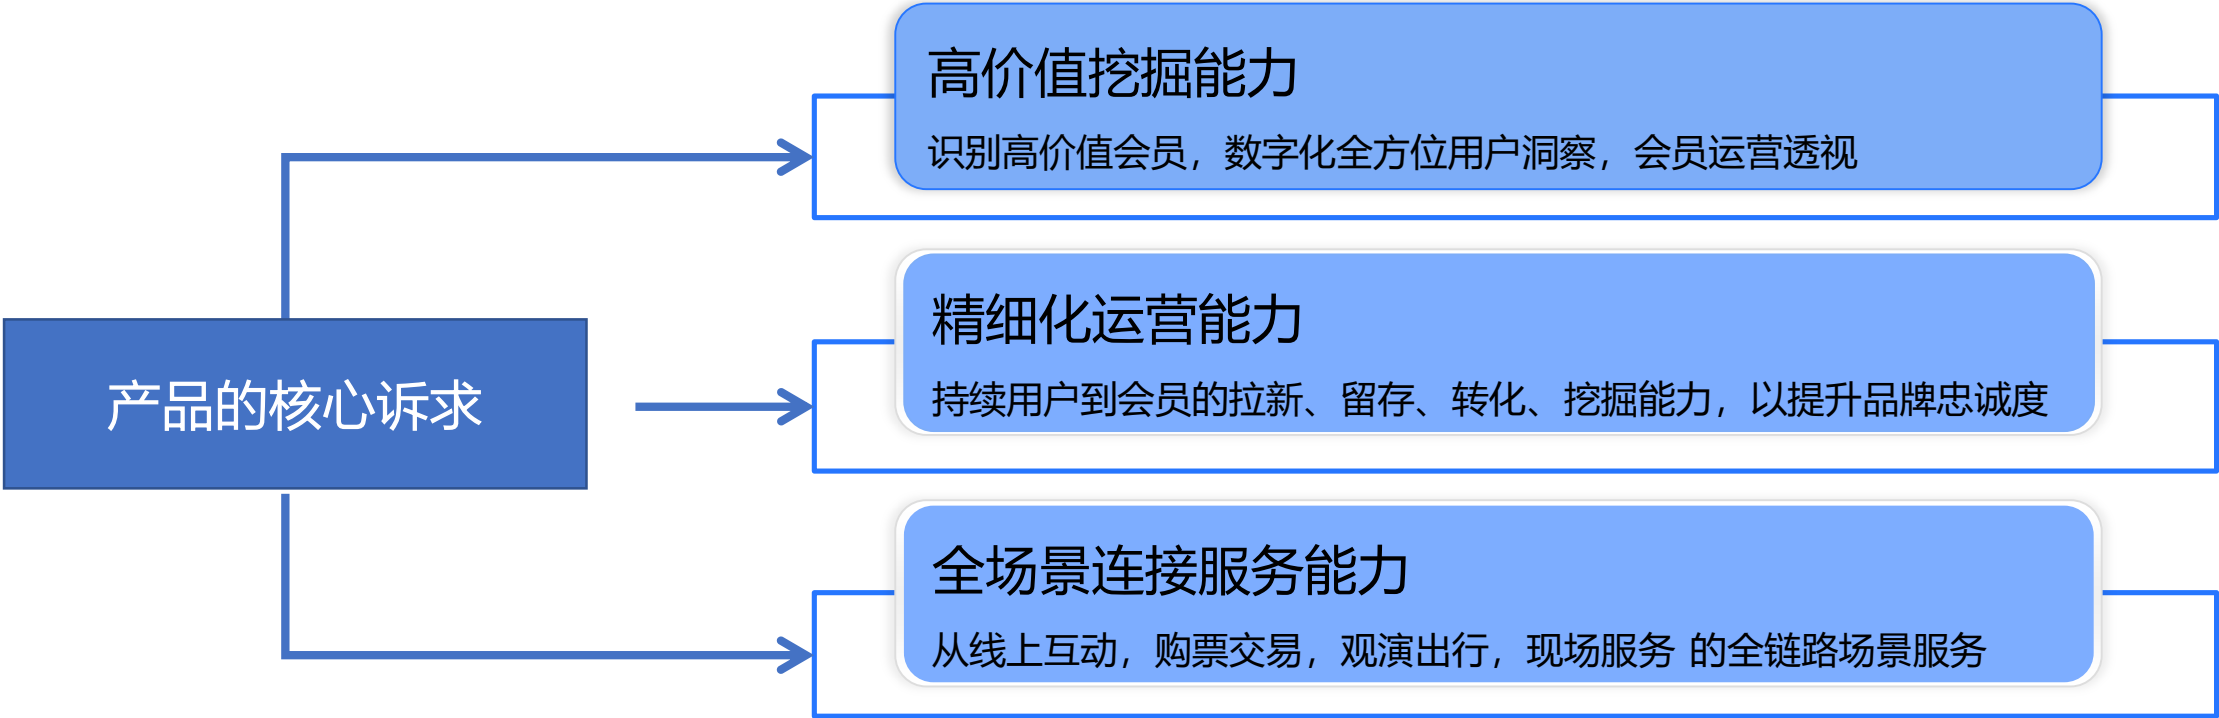 高价值挖掘能力
识别高价值会员，数字化全方位用户洞察，会员运营透视
精细化运营能力
持续用户到会员的拉新、留存、转化、挖掘能力，以提升品牌忠诚度
产品的核心诉求
全场景连接服务能力
从线上互动，购票交易，观演出行，现场服务 的全链路场景服务